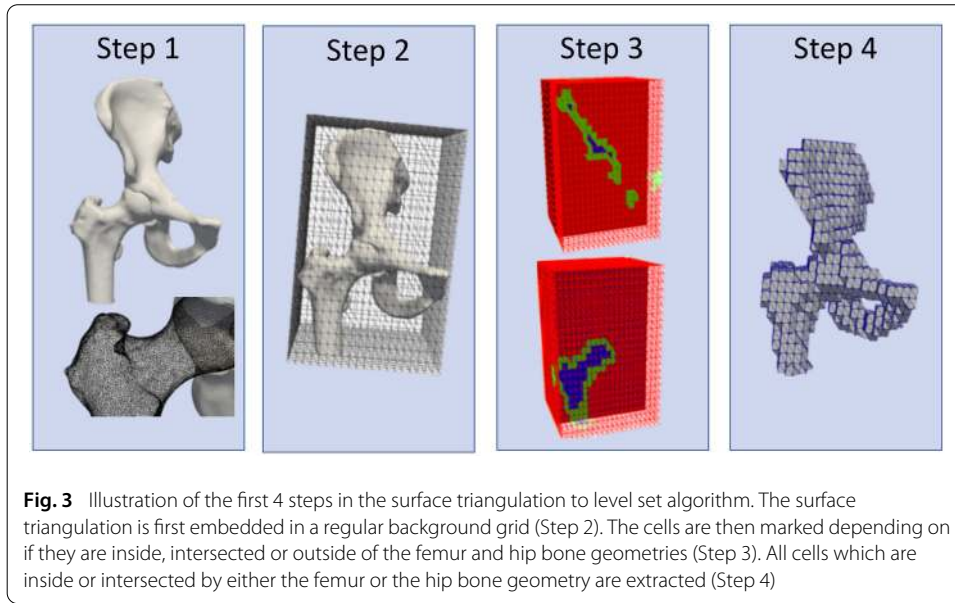 Step 1
Step 2
Step 3
Step 4
Fig. 3 Illustration of the first 4 steps in the surface triangulation to level set algorithm. The surface
triangulation is first embedded in a regular background grid (Step 2). The cells are then marked depending on
if they are inside, intersected or outside of the femur and hip bone geometries (Step 3). All cells which are
inside or intersected by either the femur or the hip bone geometry are extracted (Step 4)